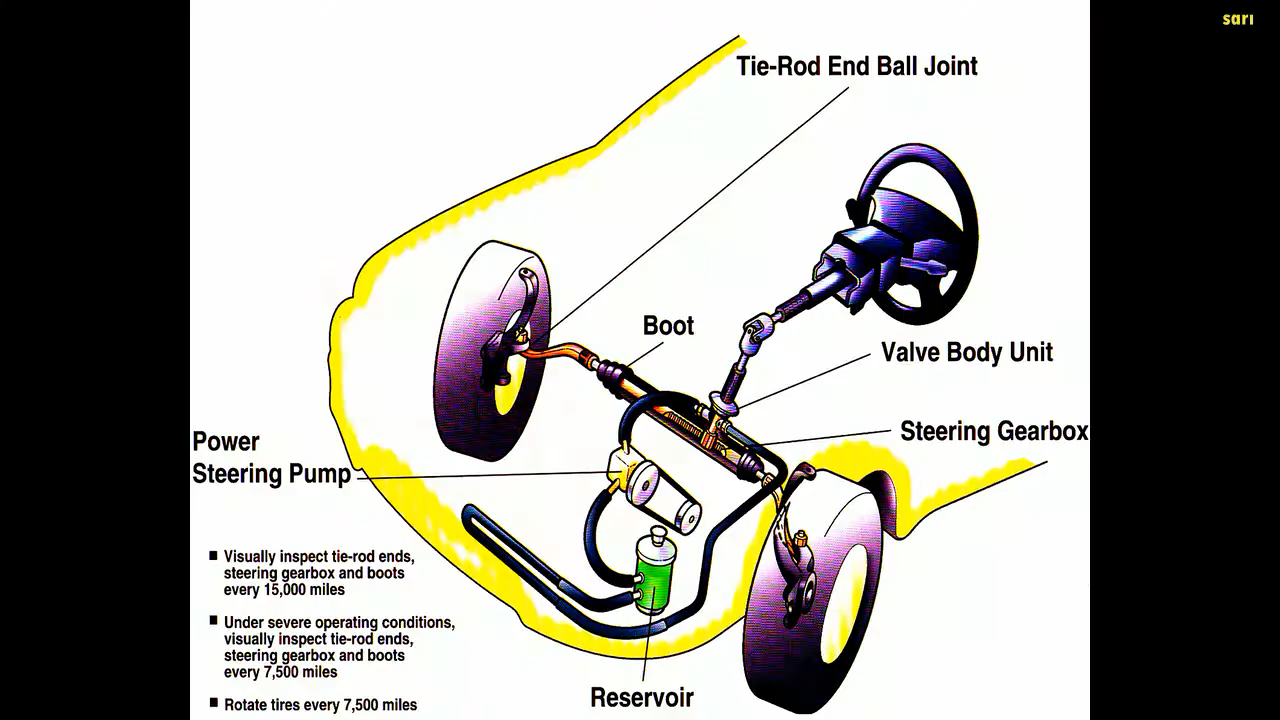 sarı
Tie-Rod End Ball Joint
Boot
Valve Body Unit
Steering Gearbox
Power
Steering Pump
■ Visually inspect tie-rod ends,
steering gearbox and boots
every 15,000 miles
■ Under severe operating conditions,
visually inspect tie-rod ends,
steering gearbox and boots
every 7,500 miles
■ Rotate tires every 7,500 miles
Reservoir